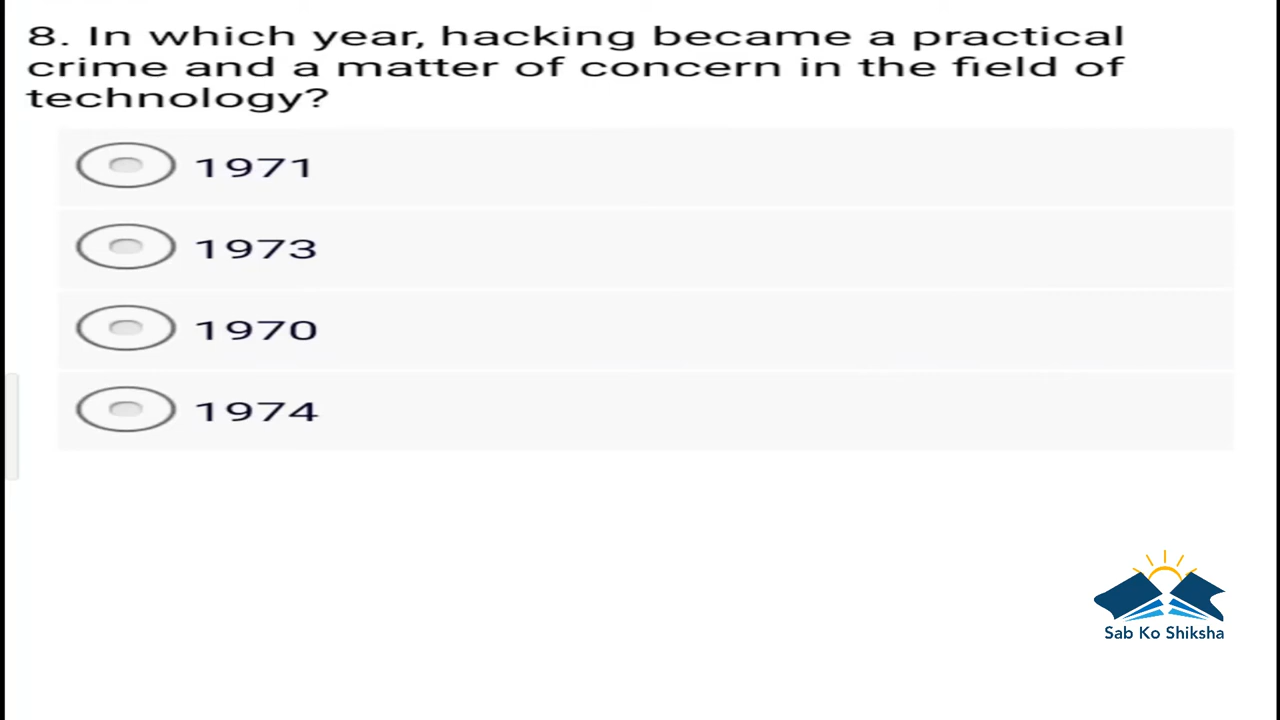 8. In which year, hacking became a practical
crime and a matter of concern in the field of
technology?
1971
1973
1970
1974
Sab Ko Shiksha